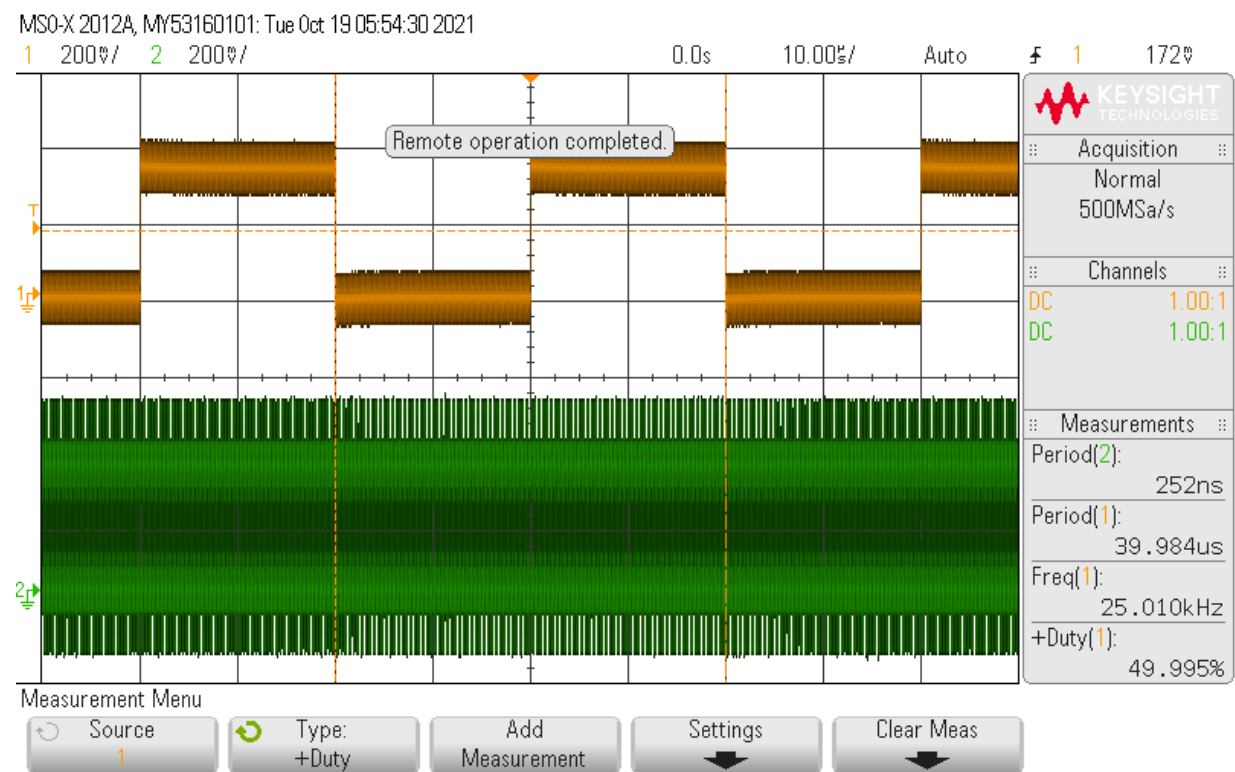 MSO-X 2012A, MY53160101: Tue Oct 19 05:54:30 2021
1 200mV/ 2 200mV/ 0.0s 10.00us/ Auto 1 172mV
KEYSIGHT
TECHNOLOGIES
Remote operation completed.
Acquisition
Normal
500MSa/s
T
Channels
1
DC 1.00:1
DC 1.00:1
Measurements
Period(2):
252ns
Period(1):
39.984us
Freq(1):
2
25.010kHz
+Duty(1):
49.995%
Measurement Menu
Source
1
Type:
+Duty
Add
Measurement
Settings
Clear Meas